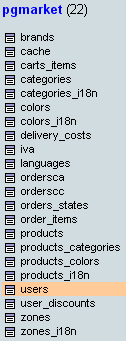 pgmarket (22)
brands
cache
carts_items
categories
categories_i18n
colors
colors_i18n
delivery_costs
iva
languages
ordersca
orderscc
orders_states
order_items
products
products_categories
products_colors
products_i18n
users
user_discounts
zones
zones_i18n